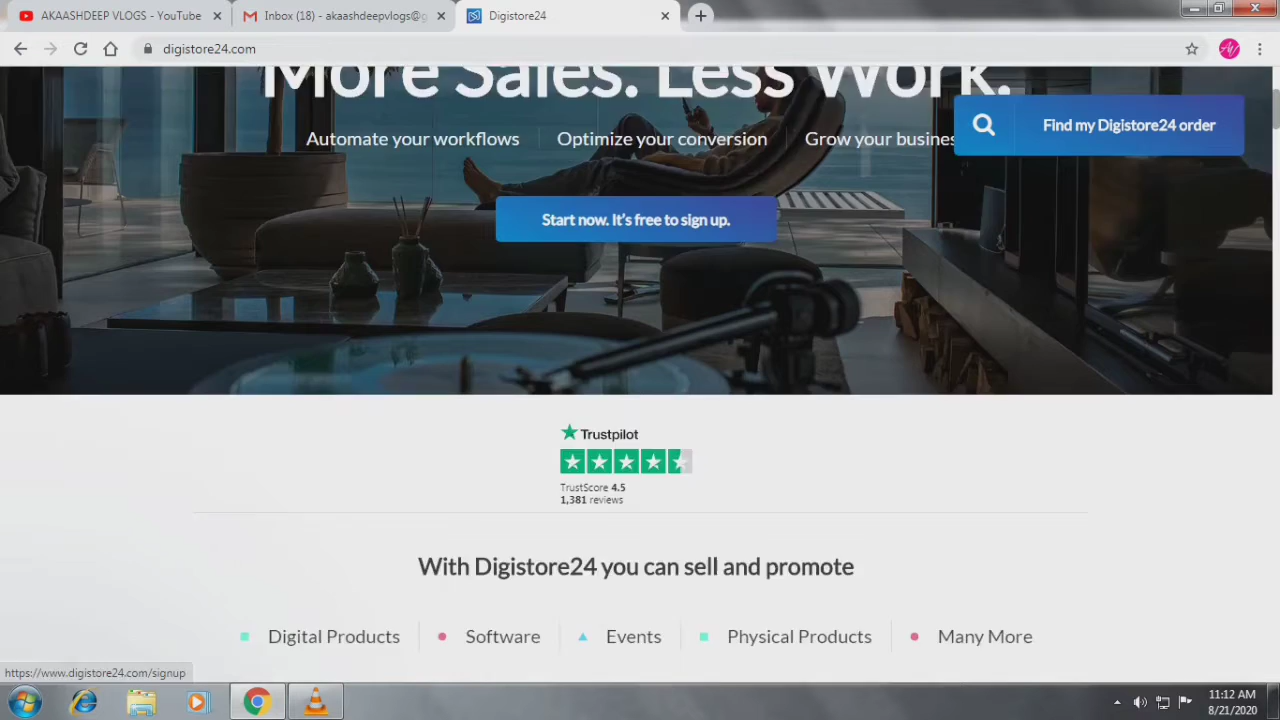 AKAASHDEEP VLOGS - YouTube
Inbox (18) - akaashdeepvlogs@g
Digistore24
digistore24.com
More Sales. Less Work.
Find my Digistore24 order
Automate your workflows
Optimize your conversion
Grow your busines
Start now. It's free to sign up.
Trustpilot
TrustScore 4.5
1,381 reviews
With Digistore24 you can sell and promote
Digital Products
Software
Events
Physical Products
Many More
https://www.digistore24.com/signup
11:12 AM
8/21/2020